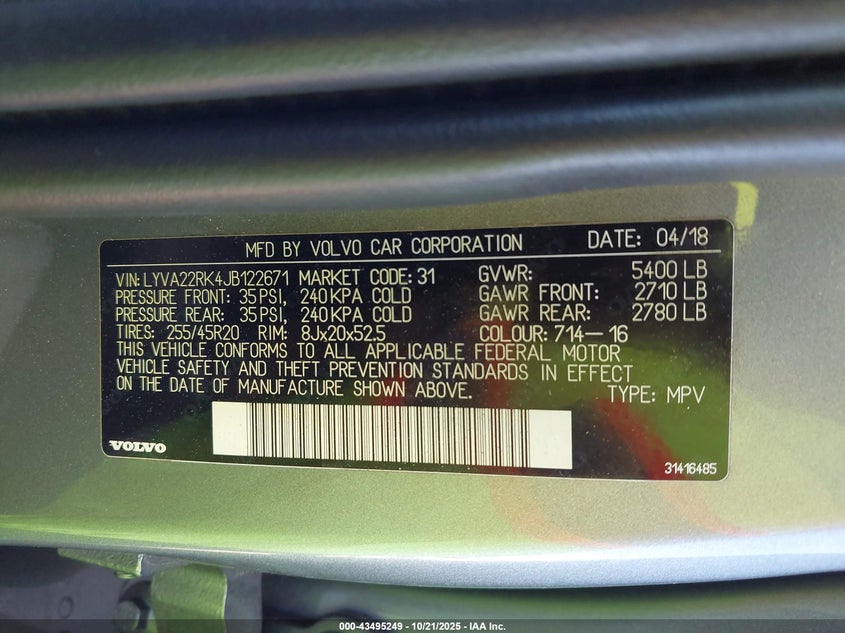 MFD BY VOLVO CAR CORPORATION DATE: 04/18
VIN: LYVA22RK4JB122671 MARKET CODE: 31 GVWR: 5400 LB
PRESSURE FRONT: 35 PSI, 240 KPA COLD GAWR FRONT: 2710 LB
PRESSURE REAR: 35 PSI, 240 KPA COLD GAWR REAR: 2780 LB
TIRES: 255/45R20 RIM: 8Jx20x52.5 COLOUR: 714-16
THIS VEHICLE CONFORMS TO ALL APPLICABLE FEDERAL MOTOR
VEHICLE SAFETY AND THEFT PREVENTION STANDARDS IN EFFECT
ON THE DATE OF MANUFACTURE SHOWN ABOVE. TYPE: MPV
VOLVO
31416485
000-43495249 - 10/21/2025 - IAA Inc.